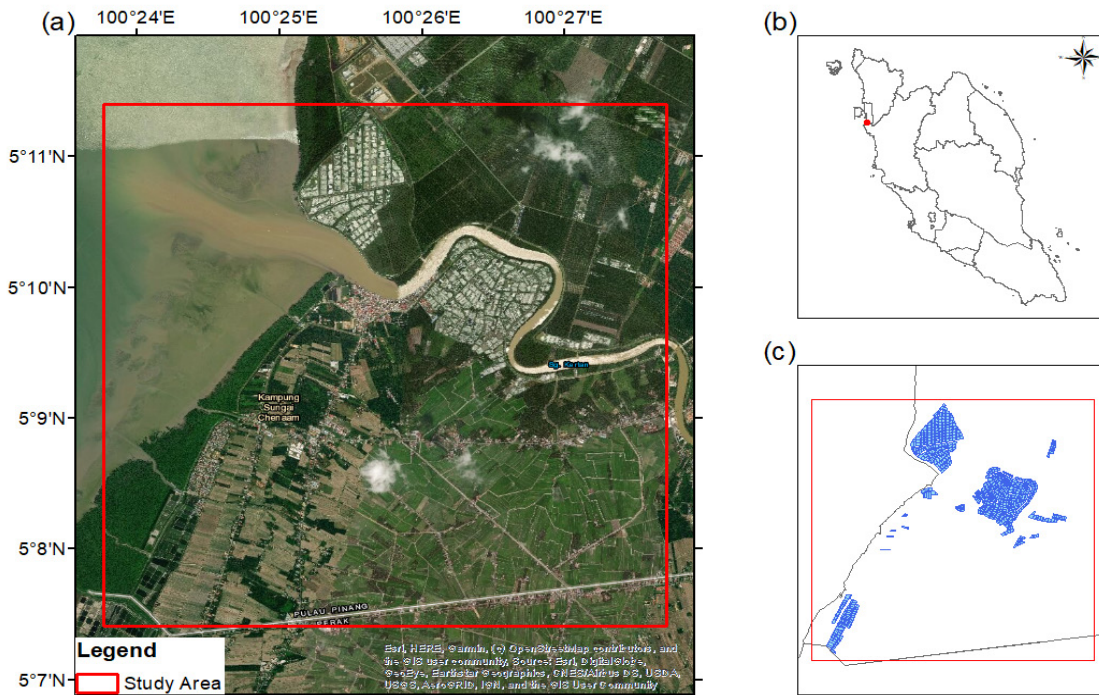 (a)
100°24'E 100°25'E 100°26'E 100°27'E
5°11'N
5°10'N
5°9'N
5°8'N
5°7'N
Sg. Kerian
Kampung
Sungai
Chenaam
PULAU PINANG
PERAK
Legend
Study Area
Esri, HERE, Garmin, (c) OpenStreetMap contributors, and
the GIS user community, Source: Esri, DigitalGlobe,
GeoEye, Earthstar Geographics, CNES/Airbus DS, USDA,
USGS, AeroGRID, IGN, and the GIS User Community
(b)
(c)